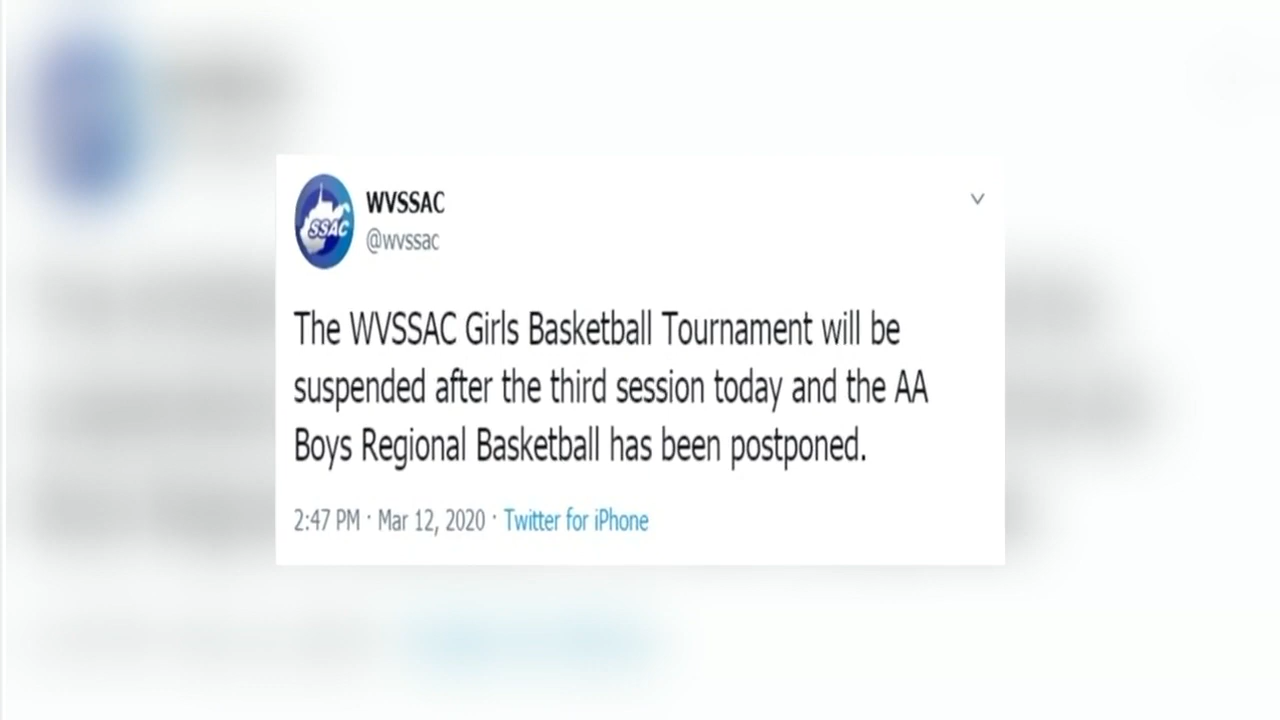 SSAC
WVSSAC
@wvssac
The WVSSAC Girls Basketball Tournament will be
suspended after the third session today and the AA
Boys Regional Basketball has been postponed.
2:47 PM · Mar 12, 2020 · Twitter for iPhone